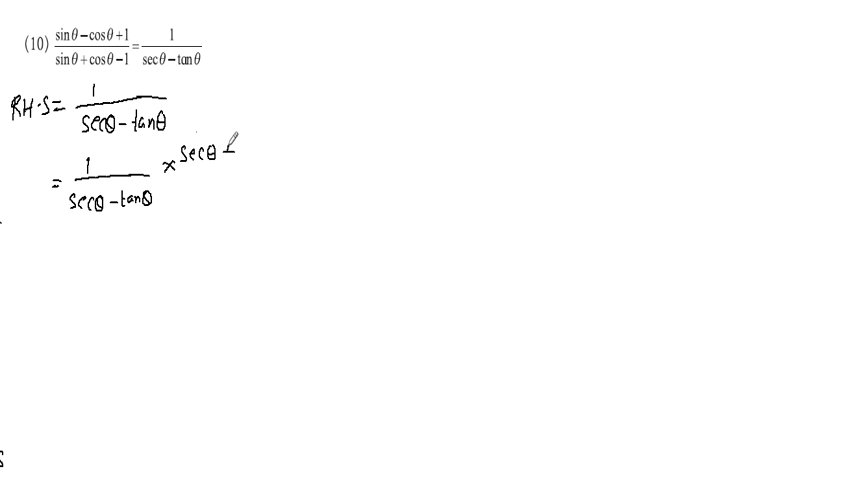 (10) sinθ−cosθ+1 / sinθ+cosθ−1 = 1 / secθ−tanθ
RH·S = 1 / secθ − tanθ
= 1 / secθ − tanθ × secθ